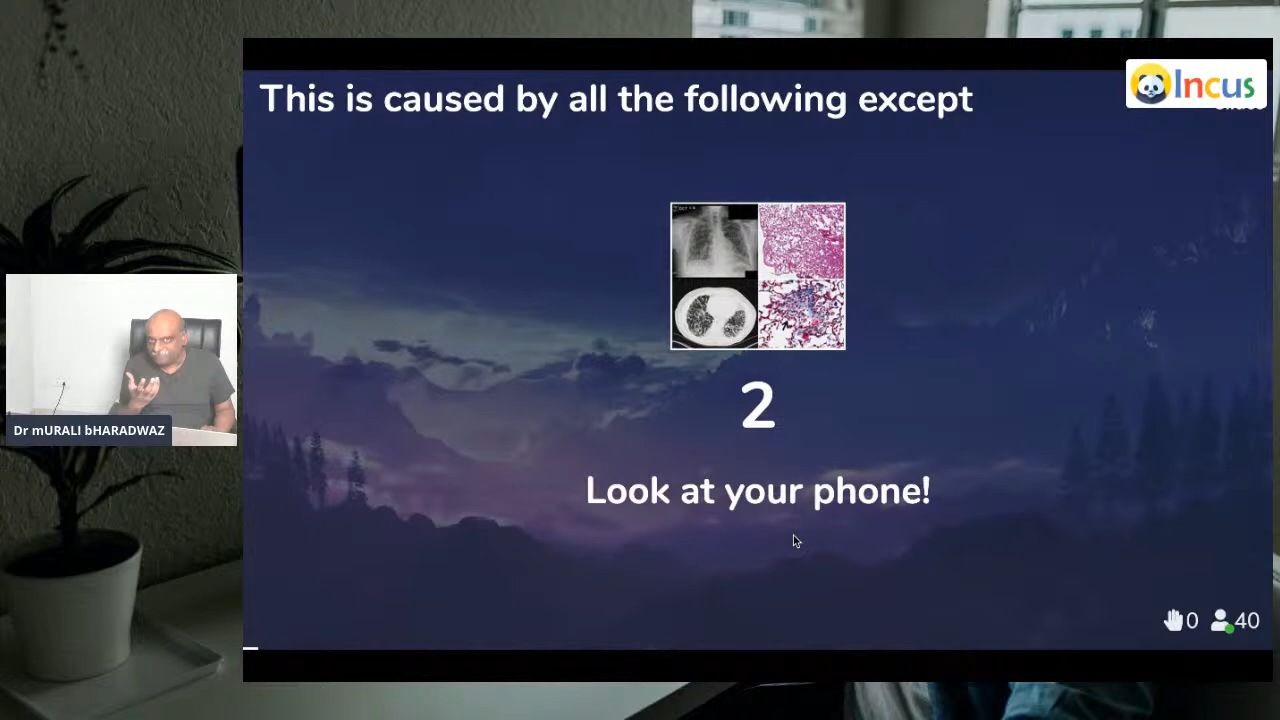 This is caused by all the following except
Incus
2
Look at your phone!
Dr mURALI bHARADWAZ
0
40